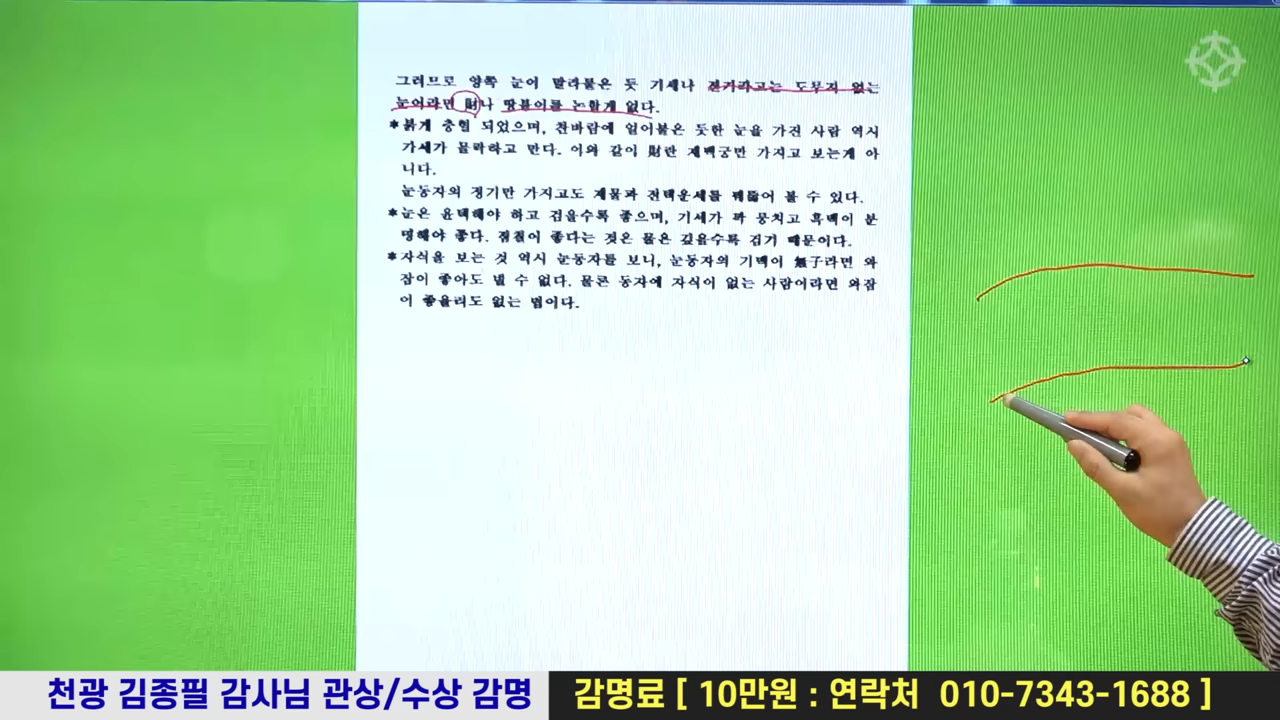 그러므로 양쪽 눈이 말라붙은 듯 기세나 전기라고는 도무지 없는
눈이라면 財나 땅붙이를 논할게 없다.
*붉게 충혈 되었으며, 찬바람에 얼어붙은 듯한 눈을 가진 사람 역시
가세가 몰락하고 만다. 이와 같이 財란 재백궁만 가지고 보는게 아
니다.
눈동자의 정기만 가지고도 재물과 전택운세를 꿰뚫어 볼 수 있다.
*눈은 윤택해야 하고 검을수록 좋으며, 기세가 꽉 뭉치고 흑백이 분
명해야 좋다. 점칠이 좋다는 것은 물은 깊을수록 검기 때문이다.
*자식을 보는 것 역시 눈동자를 보니, 눈동자의 기맥이 無子라면 와
잠이 좋아도 낼 수 없다. 물론 동자에 자식이 없는 사람이라면 와잠
이 좋을리도 없는 법이다.
천광 김종필 감사님 관상/수상 감명
감명료 [ 10만원 : 연락처 010-7343-1688 ]